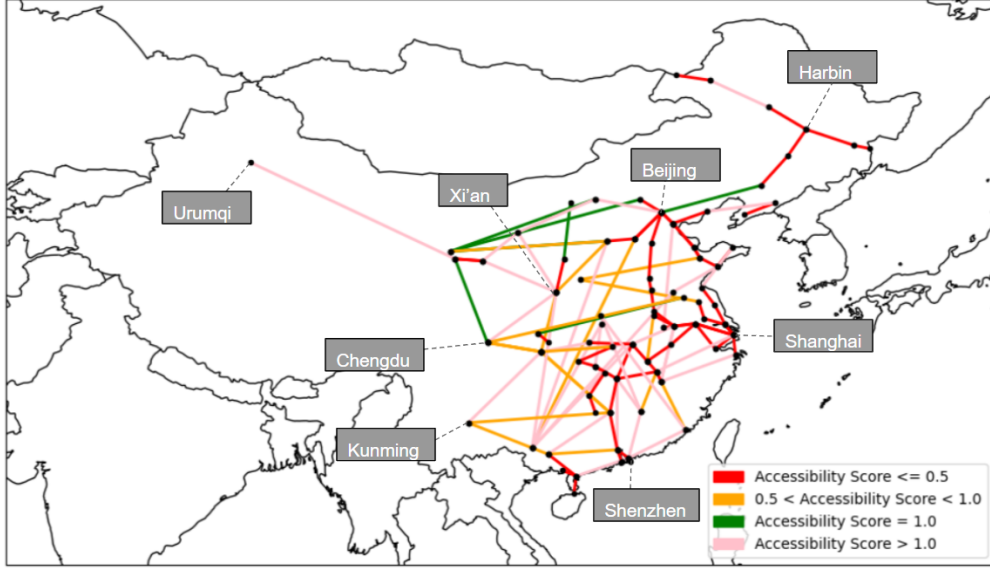 Harbin
Beijing
Xi'an
Urumqi
Shanghai
Chengdu
Kunming
Shenzhen
Accessibility Score <= 0.5
0.5 < Accessibility Score < 1.0
Accessibility Score = 1.0
Accessibility Score > 1.0